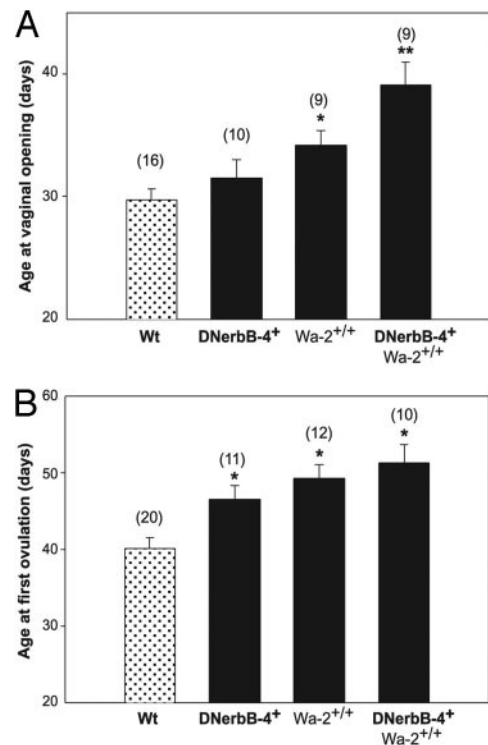 A
Age at vaginal opening (days)
40
30
20
(16)
(10)
(9)
*
(9)
**
Wt
DNerbB-4⁺
Wa-2⁺/⁺
DNerbB-4⁺
Wa-2⁺/⁺
B
Age at first ovulation (days)
60
50
40
30
20
(20)
(11)
*
(12)
*
(10)
*
Wt
DNerbB-4⁺
Wa-2⁺/⁺
DNerbB-4⁺
Wa-2⁺/⁺